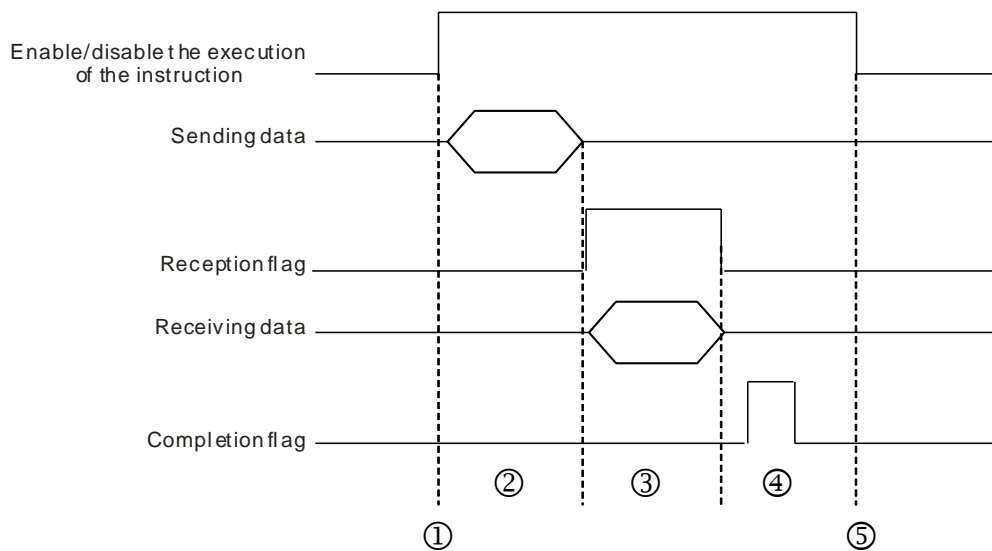 Enable/disable the execution
of the instruction
Sending data
Reception flag
Receiving data
Completion flag
② ③ ④
① ⑤